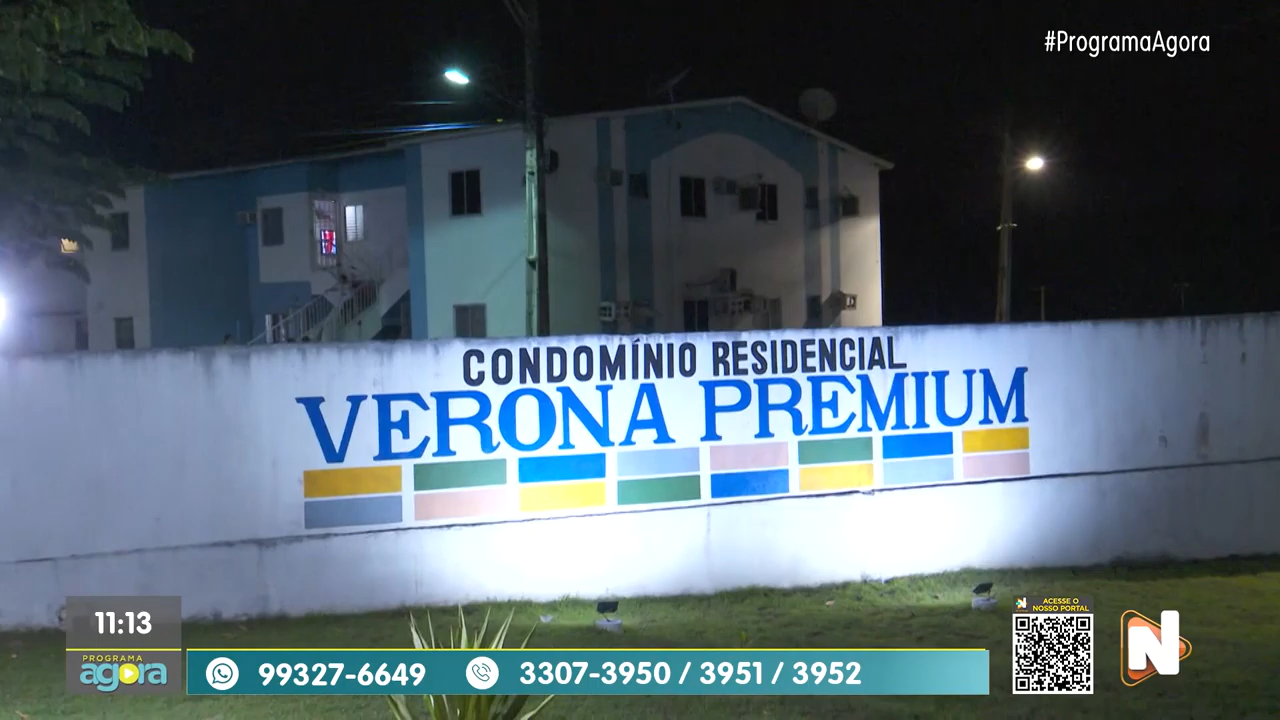 #ProgramaAgora
CONDOMÍNIO RESIDENCIAL
VERONA PREMIUM
11:13
PROGRAMA
agora
99327-6649
3307-3950 / 3951 / 3952
ACESSE O
NOSSO PORTAL
N